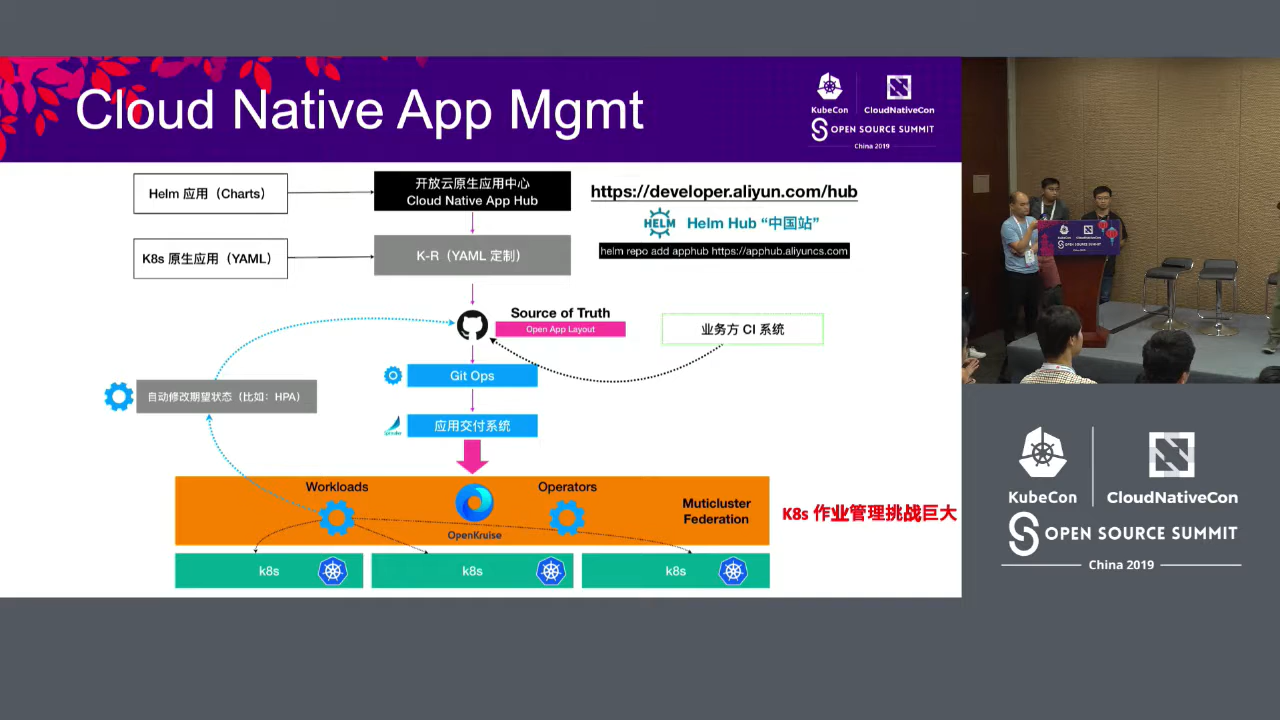 Cloud Native App Mgmt
KubeCon
CloudNativeCon
OPEN SOURCE SUMMIT
China 2019
Helm 应用（Charts）
开放云原生应用中心
Cloud Native App Hub
https://developer.aliyun.com/hub
HELM
Helm Hub “中国站”
helm repo add apphub https://apphub.aliyuncs.com
K8s 原生应用（YAML）
K-R（YAML 定制）
Source of Truth
Open App Layout
业务方 CI 系统
Git Ops
自动修改期望状态（比如：HPA）
应用交付系统
Workloads
Operators
OpenKruise
Muticluster
Federation
K8s 作业管理挑战巨大
k8s
k8s
k8s
OPEN SOURCE SUMMIT
KubeCon
CloudNativeCon
OPEN SOURCE SUMMIT
China 2019